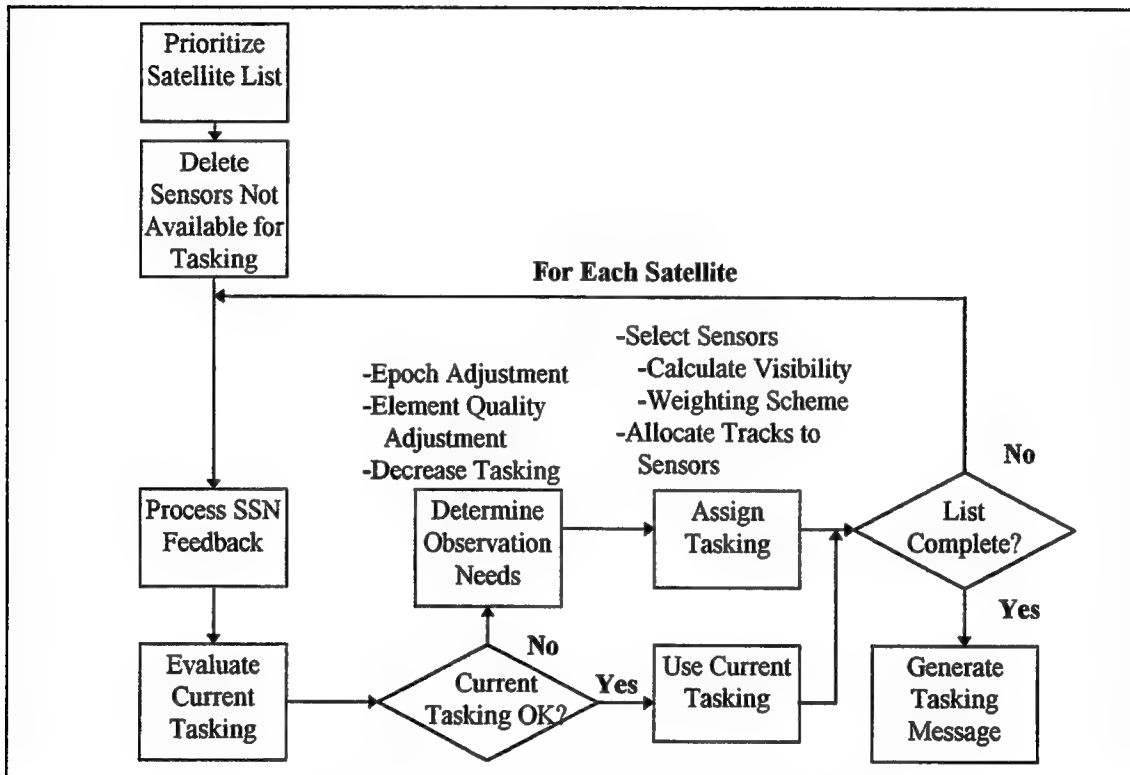 Prioritize
Satellite List
Delete
Sensors Not
Available for
Tasking
For Each Satellite
-Select Sensors
-Calculate Visibility
-Weighting Scheme
-Allocate Tracks to
Sensors
-Epoch Adjustment
-Element Quality
Adjustment
-Decrease Tasking
No
Process SSN
Feedback
Determine
Observation
Needs
Assign
Tasking
List
Complete?
Yes
Evaluate
Current
Tasking
No
Current
Tasking OK?
Yes
Use Current
Tasking
Generate
Tasking
Message